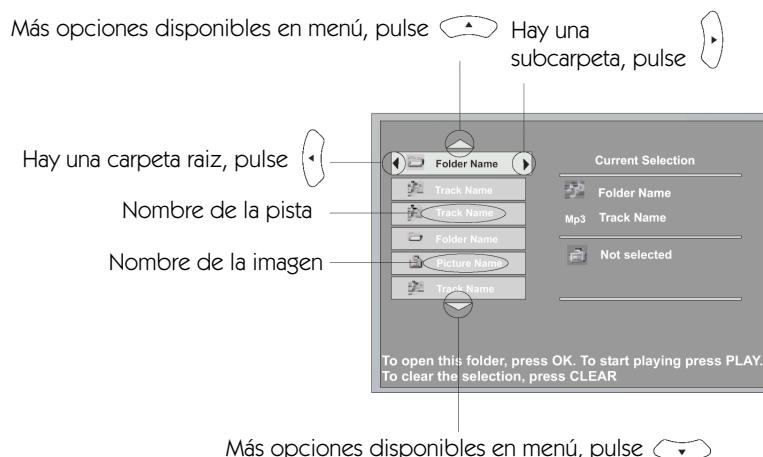 Más opciones disponibles en menú, pulse
Hay una
subcarpeta, pulse
Hay una carpeta raiz, pulse
Nombre de la pista
Nombre de la imagen
Folder Name
Track Name
Track Name
Folder Name
Picture Name
Track Name
Current Selection
Folder Name
Mp3 Track Name
Not selected
To open this folder, press OK. To start playing press PLAY.
To clear the selection, press CLEAR
Más opciones disponibles en menú, pulse